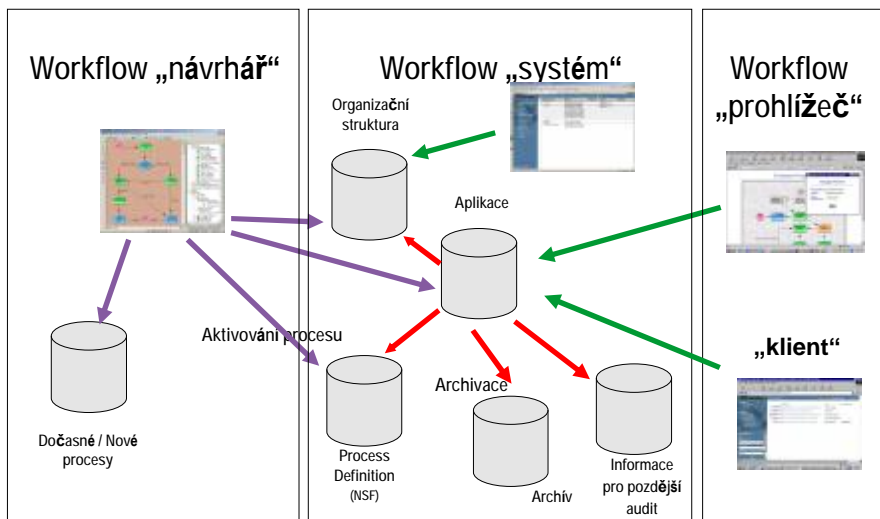 Workflow „návrhář“
Dočasné / Nové
procesy
Workflow „systém“
Organizační
struktura
Aplikace
Aktivování procesu
Archivace
Process
Definition
(NSF)
Archív
Informace
pro pozdější
audit
Workflow
„prohlížeč“
„klient“